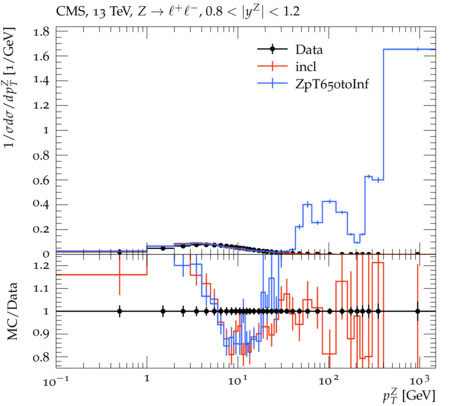 CMS, 13 TeV, Z → ℓ⁺ℓ⁻, 0.8 < |y^Z| < 1.2
1/σdσ/dp_T^Z [1/GeV]
1.8
1.6
1.4
1.2
1
0.8
0.6
0.4
0.2
0
Data
incl
ZpT650toInf
MC/Data
1.2
1.1
1
0.9
0.8
10⁻¹ 1 10¹ 10² 10³
p_T^Z [GeV]